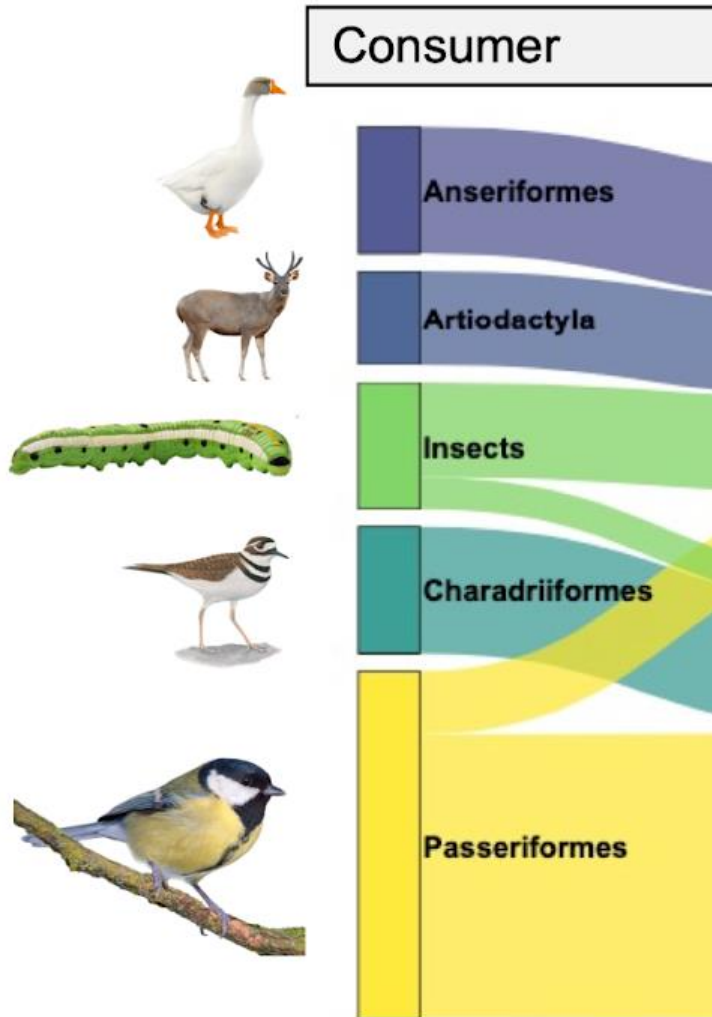 Consumer
Anseriformes
Artiodactyla
Insects
Charadriiformes
Passeriformes